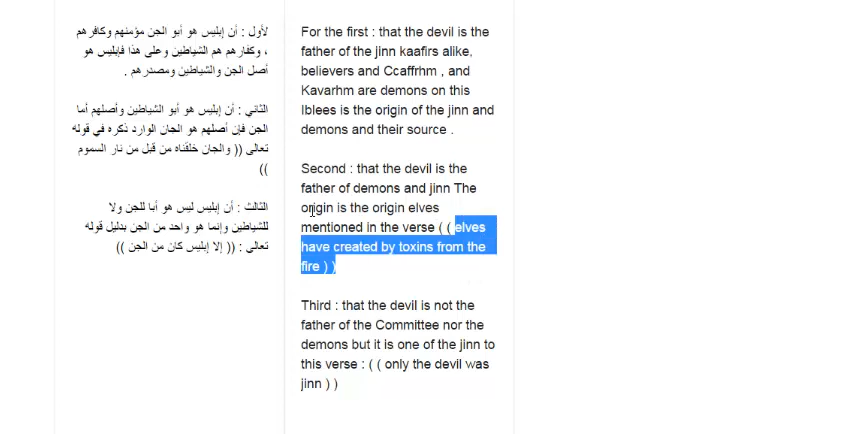 لأول : أن إبليس هو أبو الجن مؤمنهم وكافرهم
، وكفارهم هم الشياطين وعلى هذا فإبليس هو
أصل الجن والشياطين ومصدرهم .
الثاني : أن إبليس هو أبو الشياطين وأصلهم أما
الجن فإن أصلهم هو الجان الوارد ذكره في قوله
تعالى (( والجان خلقناه من قبل من نار السموم
))
الثالث : أن إبليس ليس هو أبا للجن ولا
للشياطين وإنما هو واحد من الجن بدليل قوله
تعالى : (( إلا إبليس كان من الجن ))
For the first : that the devil is the
father of the jinn kaafirs alike,
believers and Ccaffrhm , and
Kavarhm are demons on this
Iblees is the origin of the jinn and
demons and their source .
Second : that the devil is the
father of demons and jinn The
origin is the origin elves
mentioned in the verse ( ( elves
have created by toxins from the
fire ) )
Third : that the devil is not the
father of the Committee nor the
demons but it is one of the jinn to
this verse : ( ( only the devil was
jinn ) )